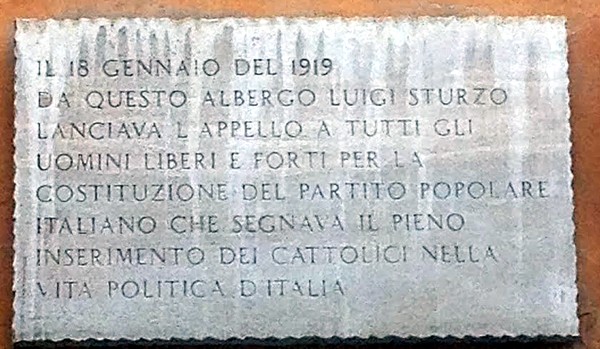 IL 18 GENNAIO DEL 1919
DA QUESTO ALBERGO LUIGI STURZO
LANCIAVA L APPELLO A TUTTI GLI
UOMINI LIBERI E FORTI PER LA
COSTITUZIONE DEL PARTITO POPOLARE
ITALIANO CHE SEGNAVA IL PIENO
INSERIMENTO DEI CATTOLICI NELLA
VITA POLITICA D'ITALIA